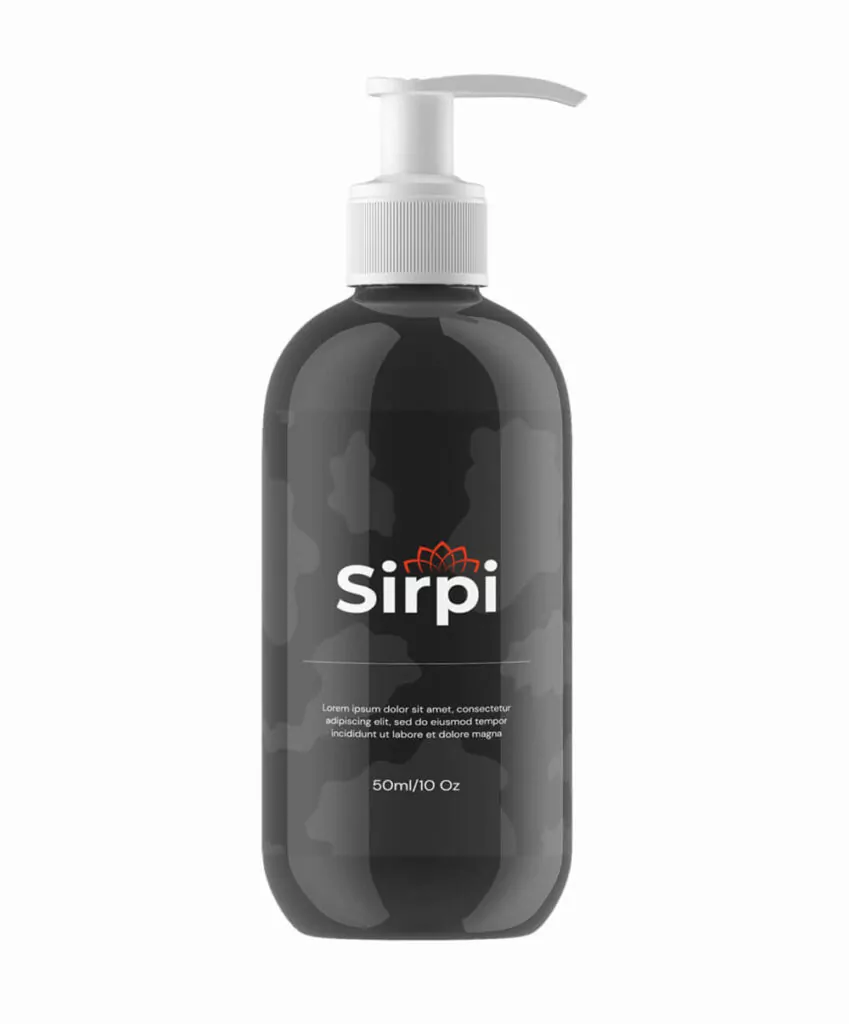 Sirpi
Lorem ipsum dolor sit amet, consectetur
adipiscing elit, sed do eiusmod tempor
incididunt ut labore et dolore magna
50ml/10 Oz